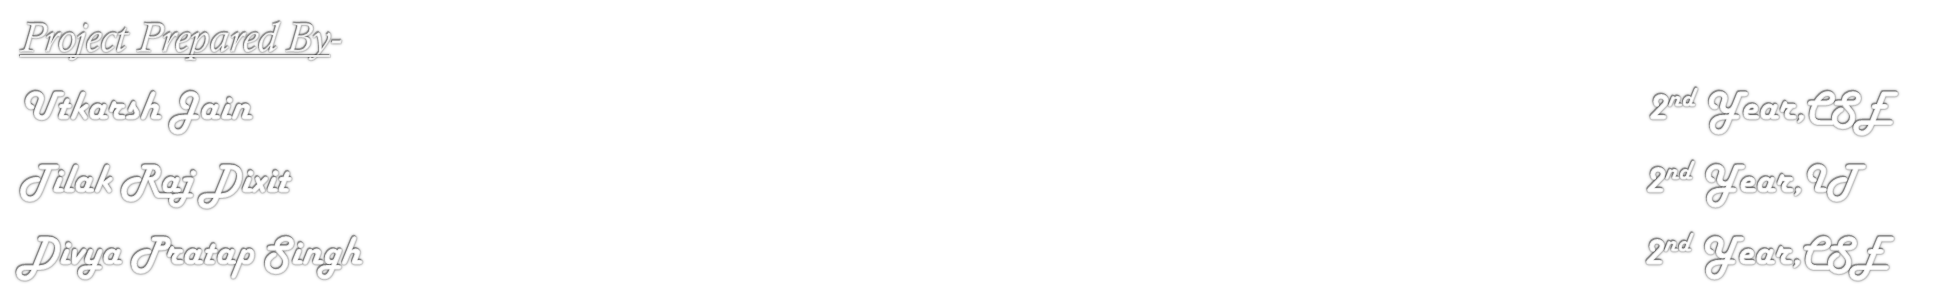 Project Prepared By-
Utkarsh Jain 2nd Year,CSE
Tilak Raj Dixit 2nd Year,IT
Divya Pratap Singh 2nd Year,CSE